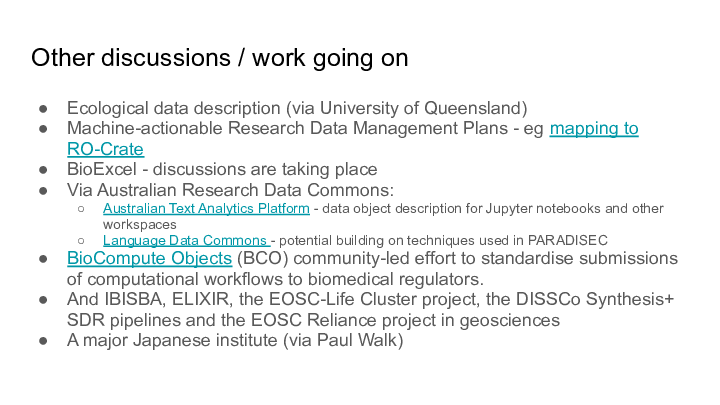 Other discussions / work going on
● Ecological data description (via University of Queensland)
● Machine-actionable Research Data Management Plans - eg mapping to
RO-Crate
● BioExcel - discussions are taking place
● Via Australian Research Data Commons:
○ Australian Text Analytics Platform - data object description for Jupyter notebooks and other
workspaces
○ Language Data Commons - potential building on techniques used in PARADISEC
● BioCompute Objects (BCO) community-led effort to standardise submissions
of computational workflows to biomedical regulators.
● And IBISBA, ELIXIR, the EOSC-Life Cluster project, the DISSCo Synthesis+
SDR pipelines and the EOSC Reliance project in geosciences
● A major Japanese institute (via Paul Walk)